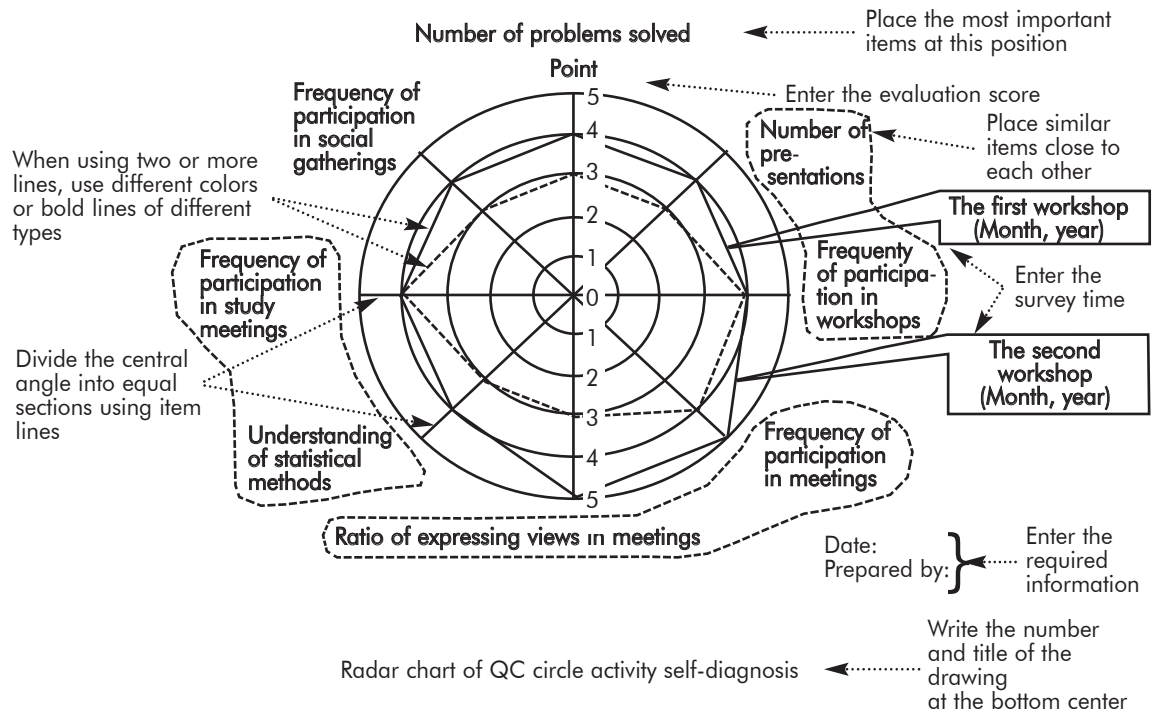 Number of problems solved
Place the most important
items at this position
Point
Enter the evaluation score
Frequency of
participation
in social
gatherings
Number of
pre-
sentations
Place similar
items close to
each other
When using two or more
lines, use different colors
or bold lines of different
types
The first workshop
(Month, year)
Frequency of
participation
in study
meetings
Frequenty
of participa-
tion in
workshops
Enter the
survey time
5
4
3
2
1
0
1
2
3
4
5
Divide the central
angle into equal
sections using item
lines
The second
workshop
(Month, year)
Understanding
of statistical
methods
Frequency of
participation
in meetings
Ratio of expressing views in meetings
Date:
Prepared by:
Enter the
required
information
Radar chart of QC circle activity self-diagnosis
Write the number
and title of the
drawing
at the bottom center